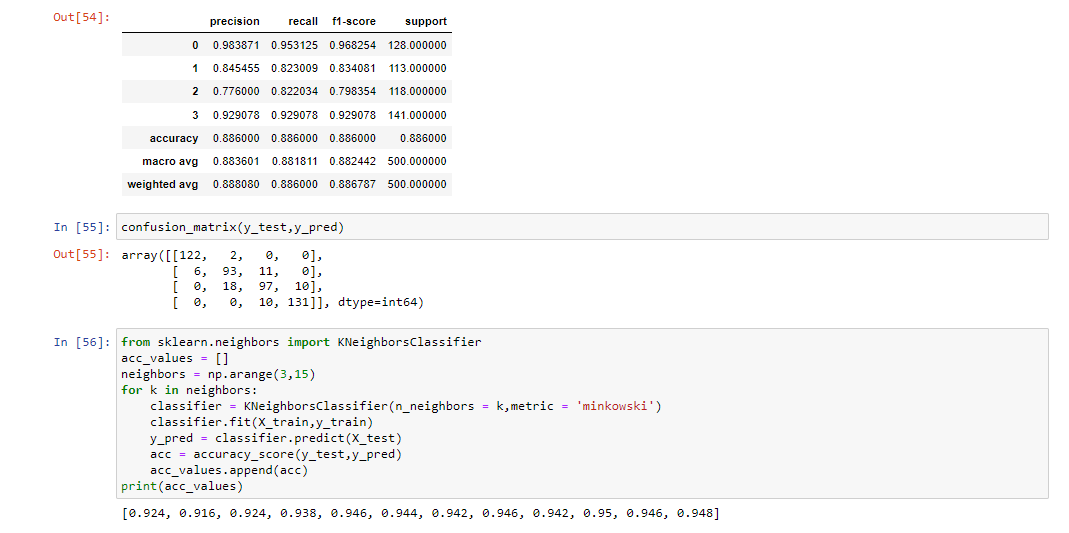 Out[54]:
precision recall f1-score support
0 0.983871 0.953125 0.968254 128.000000
1 0.845455 0.823009 0.834081 113.000000
2 0.776000 0.822034 0.798354 118.000000
3 0.929078 0.929078 0.929078 141.000000
accuracy 0.886000 0.886000 0.886000 0.886000
macro avg 0.883601 0.881811 0.882442 500.000000
weighted avg 0.888080 0.886000 0.886787 500.000000
In [55]: confusion_matrix(y_test,y_pred)
Out[55]: array([[122, 2, 0, 0],
[ 6, 93, 11, 0],
[ 0, 18, 97, 10],
[ 0, 0, 10, 131]], dtype=int64)
In [56]: from sklearn.neighbors import KNeighborsClassifier
acc_values = []
neighbors = np.arange(3,15)
for k in neighbors:
    classifier = KNeighborsClassifier(n_neighbors = k,metric = 'minkowski')
    classifier.fit(X_train,y_train)
    y_pred = classifier.predict(X_test)
    acc = accuracy_score(y_test,y_pred)
    acc_values.append(acc)
print(acc_values)
[0.924, 0.916, 0.924, 0.938, 0.946, 0.944, 0.942, 0.946, 0.942, 0.95, 0.946, 0.948]